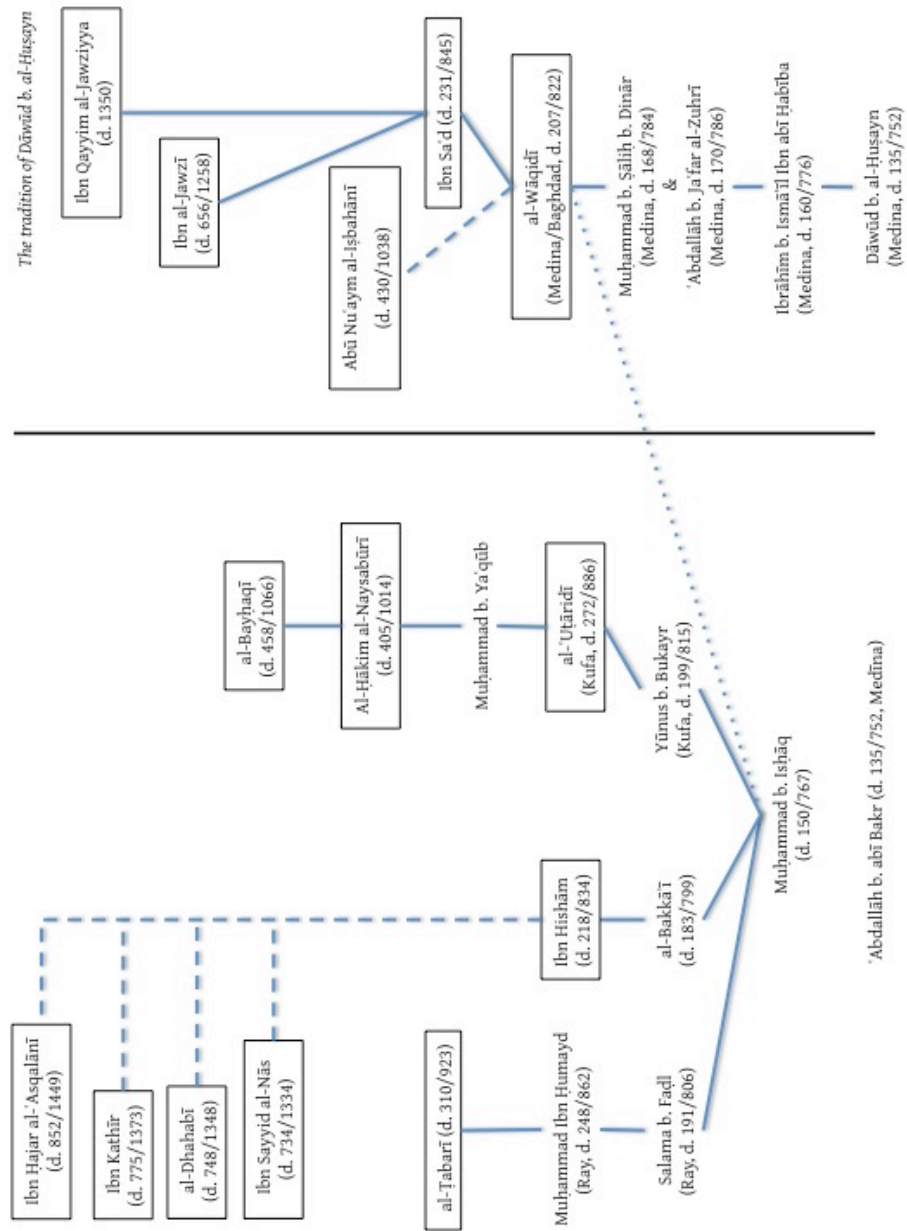 The tradition of Dāwūd b. al-Ḥuṣayn
Ibn Hajar al-ʿAsqalānī
(d. 852/1449)
Ibn Qayyim al-Jawziyya
(d. 1350)
Ibn Kathīr
(d. 775/1373)
al-Dhahabī
(d. 748/1348)
Ibn al-Jawzī
(d. 656/1258)
Ibn Sayyid al-Nās
(d. 734/1334)
al-Bayḥaqī
(d. 458/1066)
Abū Nuʿaym al-Iṣbahānī
(d. 430/1038)
Al-Ḥākim al-Naysabūrī
(d. 405/1014)
al-Ṭabarī (d. 310/923)
Ibn Saʿd (d. 231/845)
Muḥammad b. Yaʿqūb
Muḥammad Ibn Ḥumayd
(Ray, d. 248/862)
Ibn Hishām
(d. 218/834)
al-ʿUṭāridī
(Kufa, d. 272/886)
al-Wāqidī
(Medina/Baghdad, d. 207/822)
Salama b. Faḍl
(Ray, d. 191/806)
al-Bakkāʾī
(d. 183/799)
Yūnus b. Bukayr
(Kufa, d. 199/815)
Muḥammad b. Ṣāliḥ b. Dīnār
(Medina, d. 168/784)
&
ʿAbdallāh b. Jaʿfar al-Zuhrī
(Medina, d. 170/786)
Muḥammad b. Isḥāq
(d. 150/767)
Ibrāhīm b. Ismāʿīl Ibn abī Ḥabība
(Medina, d. 160/776)
ʿAbdallāh b. abī Bakr (d. 135/752, Medīna)
Dāwūd b. al-Ḥuṣayn
(Medina, d. 135/752)